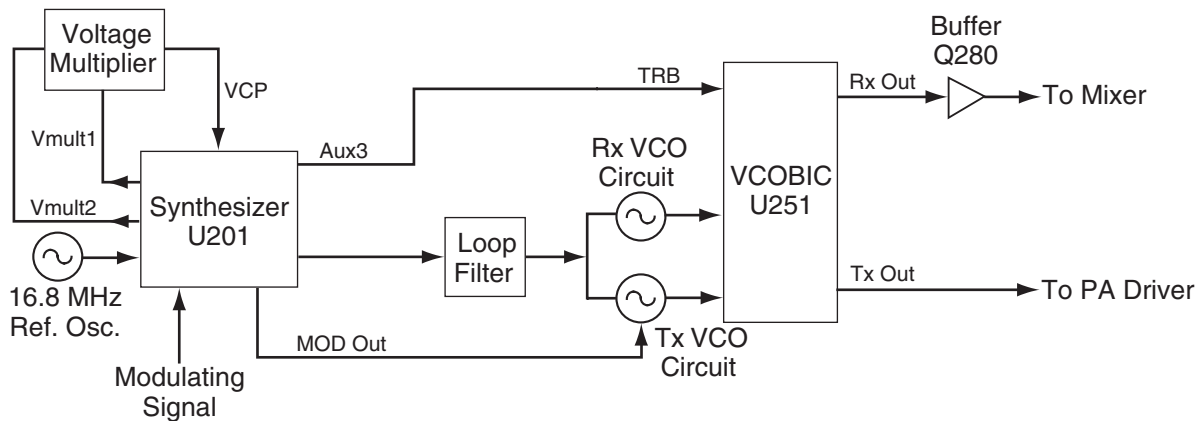 Voltage
Multiplier
VCP
Vmult1
Vmult2
16.8 MHz
Ref. Osc.
Synthesizer
U201
Modulating
Signal
Aux3
TRB
MOD Out
Loop
Filter
Rx VCO
Circuit
Tx VCO
Circuit
VCOBIC
U251
Rx Out
Buffer
Q280
To Mixer
Tx Out
To PA Driver